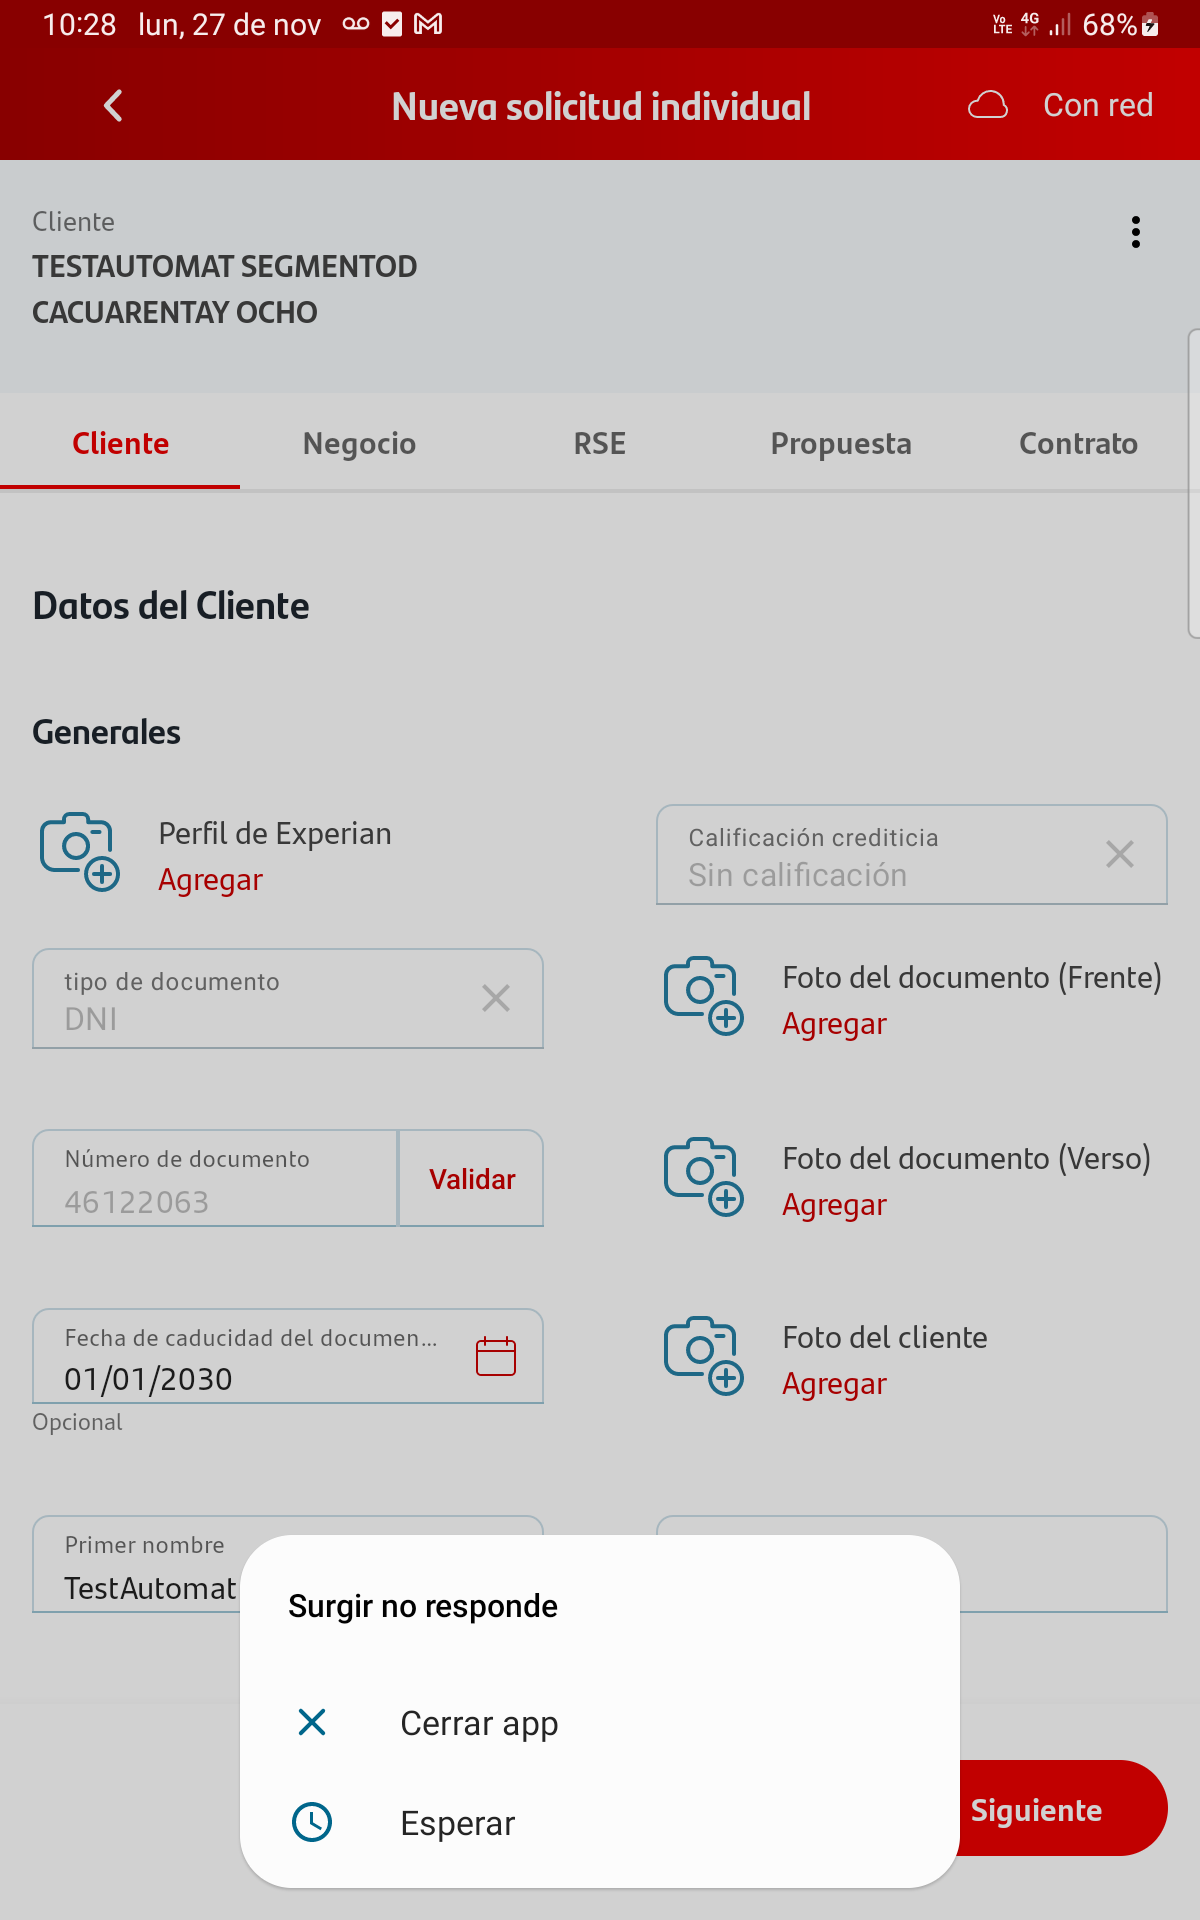 10:28 lun, 27 de nov
Vo LTE 4G 68%
Nueva solicitud individual
Con red
Cliente
TESTAUTOMAT SEGMENTOD
CACUARENTAY OCHO
Cliente Negocio RSE Propuesta Contrato
Datos del Cliente
Generales
Perfil de Experian
Agregar
Calificación crediticia
Sin calificación
tipo de documento
DNI
Foto del documento (Frente)
Agregar
Número de documento
46122063
Validar
Foto del documento (Verso)
Agregar
Fecha de caducidad del documen...
01/01/2030
Opcional
Foto del cliente
Agregar
Primer nombre
TestAutomat
Surgir no responde
Cerrar app
Esperar
Siguiente